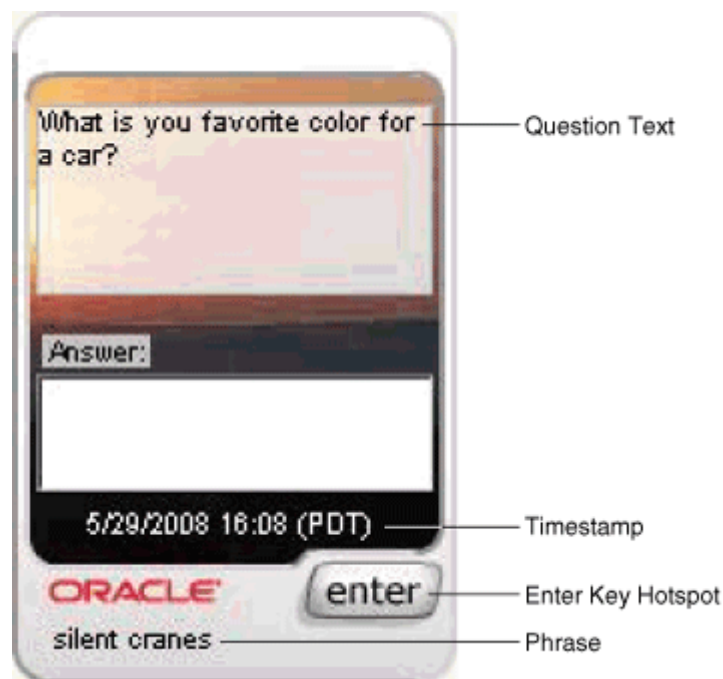 What is you favorite color for
a car?
Question Text
Answer:
5/29/2008 16:08 (PDT)
Timestamp
ORACLE
enter
Enter Key Hotspot
silent cranes
Phrase